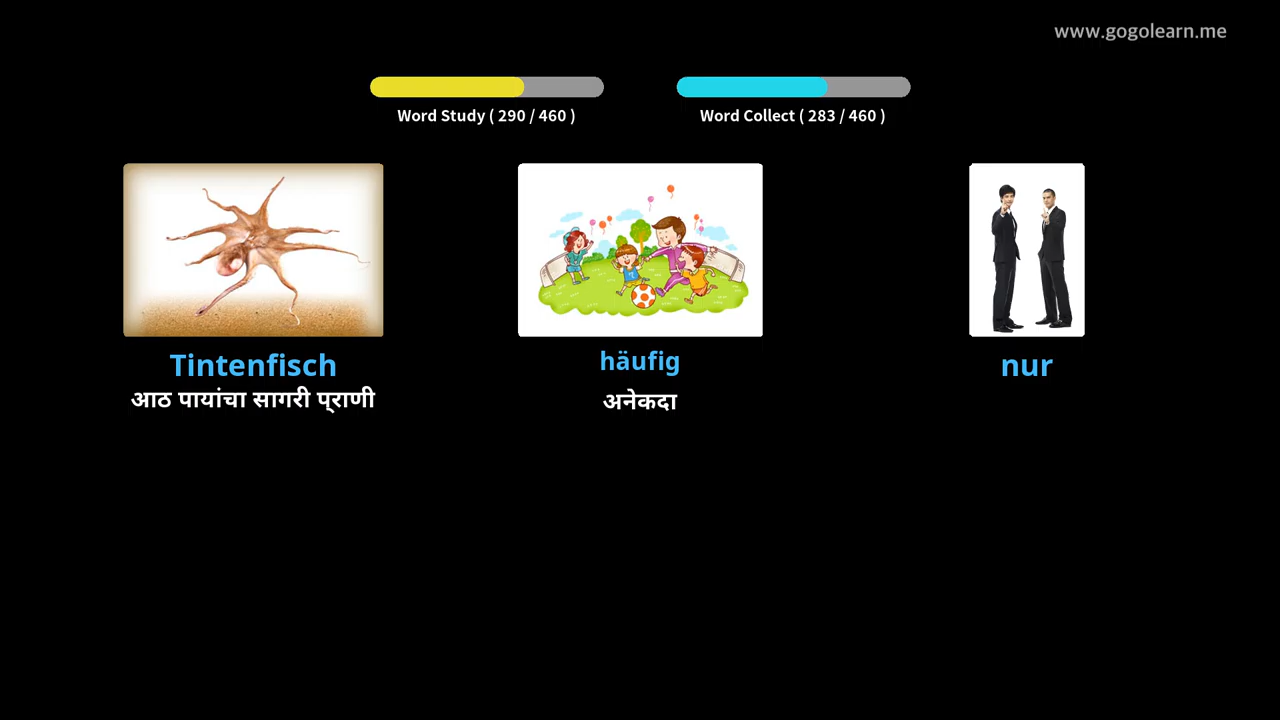 www.gogolearn.me
Word Study ( 290 / 460 )
Word Collect ( 283 / 460 )
Tintenfisch
आठ पायांचा सागरी प्राणी
häufig
अनेकदा
nur